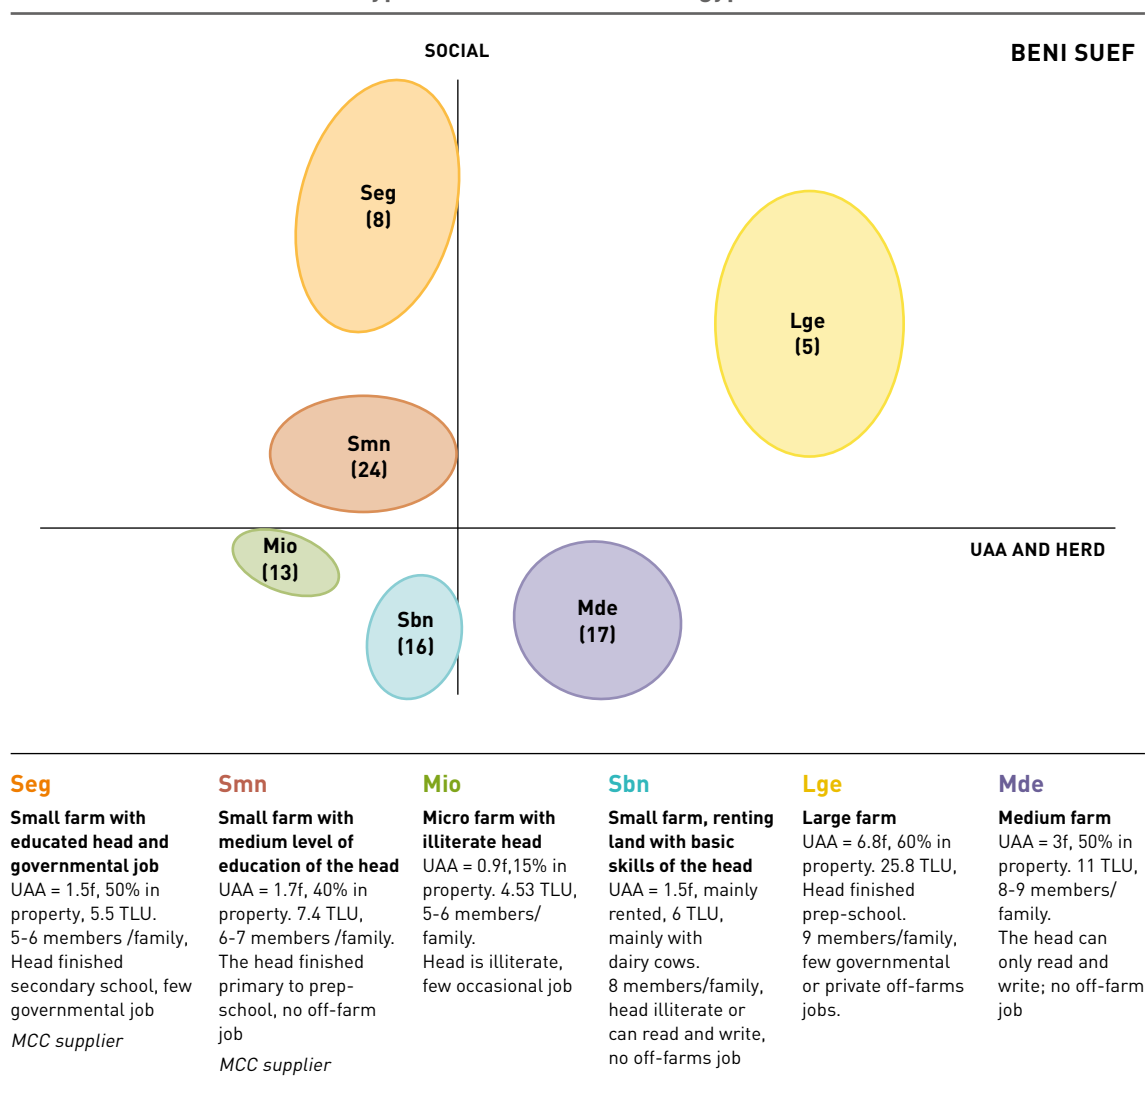 SOCIAL
BENI SUEF
Seg
(8)
Lge
(5)
Smn
(24)
Mio
(13)
UAA AND HERD
Sbn
(16)
Mde
(17)
Seg
Small farm with
educated head and
governmental job
UAA = 1.5f, 50% in
property, 5.5 TLU.
5-6 members /family,
Head finished
secondary school, few
governmental job
MCC supplier
Smn
Small farm with
medium level of
education of the head
UAA = 1.7f, 40% in
property. 7.4 TLU,
6-7 members /family.
The head finished
primary to prep-
school, no off-farm
job
MCC supplier
Mio
Micro farm with
illiterate head
UAA = 0.9f,15% in
property. 4.53 TLU,
5-6 members/
family.
Head is illiterate,
few occasional job
Sbn
Small farm, renting
land with basic
skills of the head
UAA = 1.5f, mainly
rented, 6 TLU,
mainly with
dairy cows.
8 members/family,
head illiterate or
can read and write,
no off-farms job
Lge
Large farm
UAA = 6.8f, 60% in
property. 25.8 TLU,
Head finished
prep-school.
9 members/family,
few governmental
or private off-farms
jobs.
Mde
Medium farm
UAA = 3f, 50% in
property. 11 TLU,
8-9 members/
family.
The head can
only read and
write; no off-farm
job